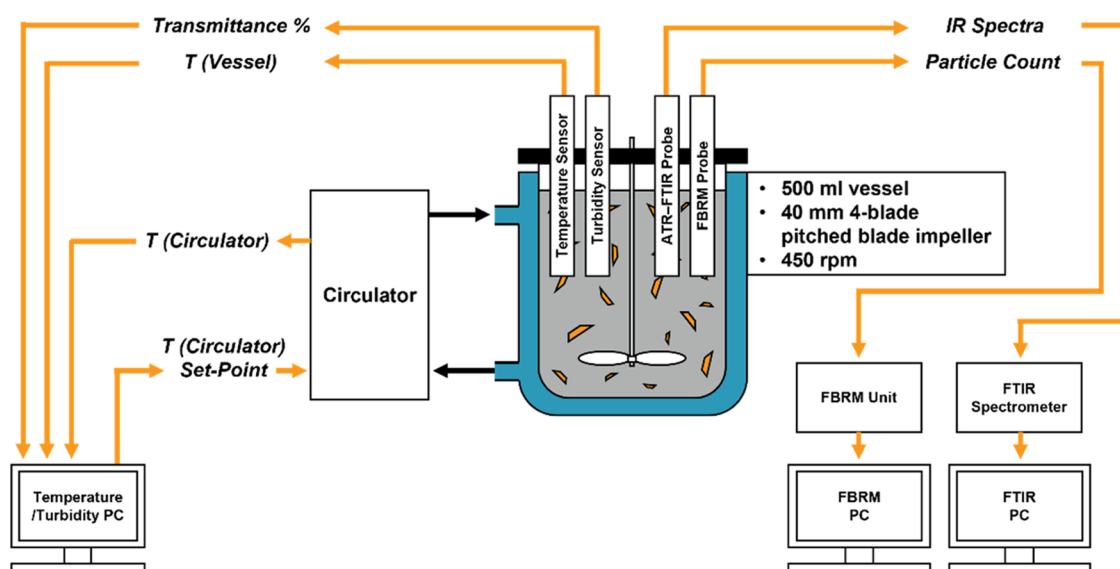 Transmittance %
IR Spectra
T (Vessel)
Particle Count
Temperature Sensor
Turbidity Sensor
ATR–FTIR Probe
FBRM Probe
• 500 ml vessel
• 40 mm 4-blade
pitched blade impeller
• 450 rpm
T (Circulator)
Circulator
T (Circulator)
Set-Point
FBRM Unit
FTIR
Spectrometer
Temperature
/Turbidity PC
FBRM
PC
FTIR
PC